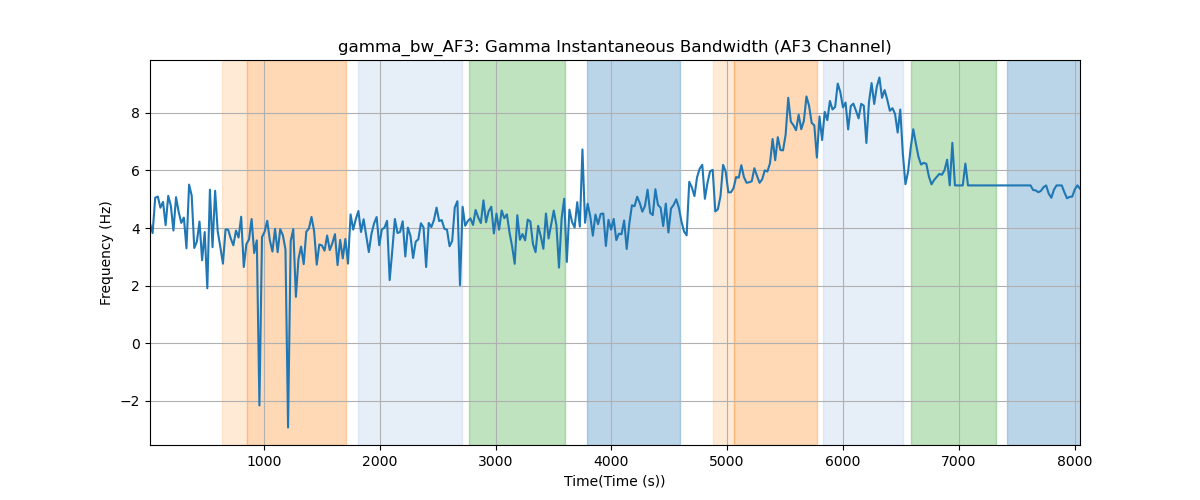 gamma_bw_AF3: Gamma Instantaneous Bandwidth (AF3 Channel)
Frequency (Hz)
8
6
4
2
0
−2
1000 2000 3000 4000 5000 6000 7000 8000
Time(Time (s))